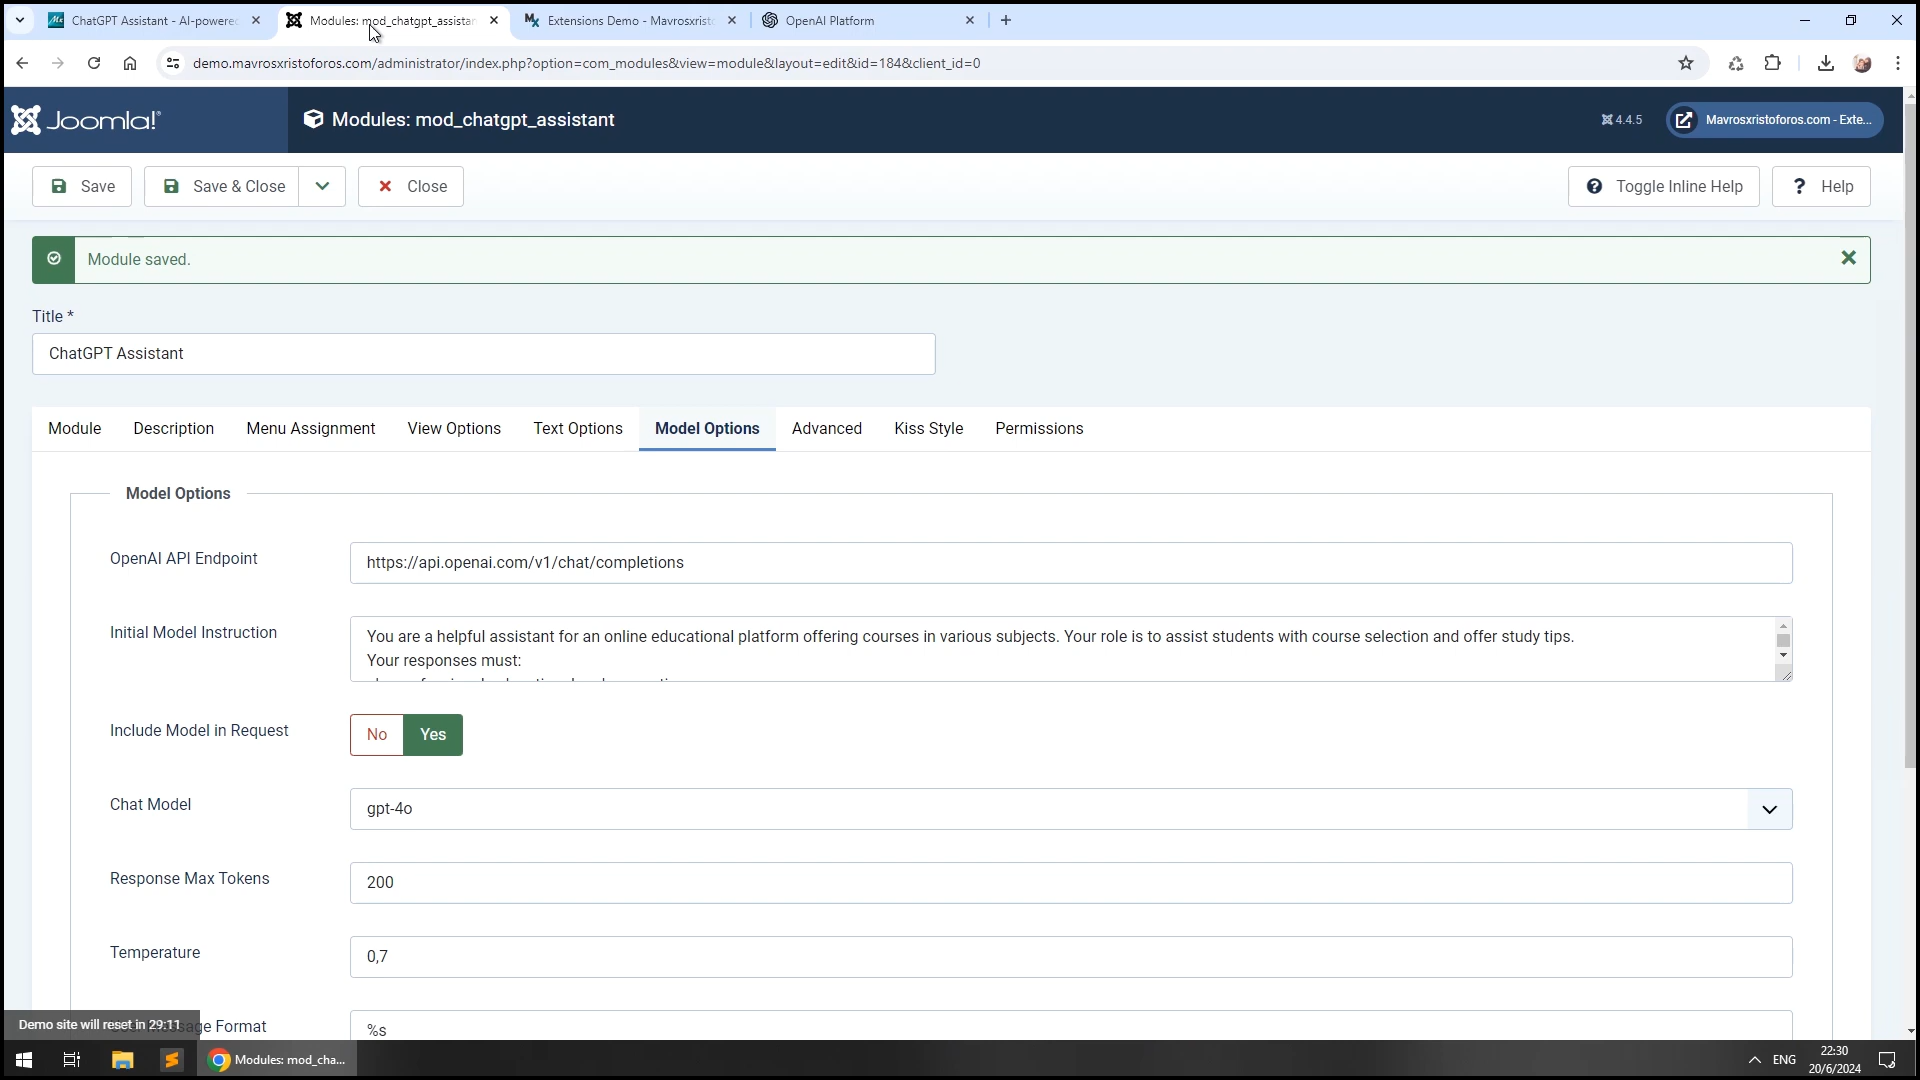 ChatGPT Assistant - AI-powere
Modules: mod_chatgpt_assistan
Extensions Demo - Mavrosxristo
OpenAI Platform
demo.mavrosxristoforos.com/administrator/index.php?option=com_modules&view=module&layout=edit&id=184&client_id=0
Joomla!
Modules: mod_chatgpt_assistant
4.4.5
Mavrosxristoforos.com - Exte...
Save
Save & Close
Close
Toggle Inline Help
? Help
Module saved.
Title *
ChatGPT Assistant
Module
Description
Menu Assignment
View Options
Text Options
Model Options
Advanced
Kiss Style
Permissions
Model Options
OpenAI API Endpoint
https://api.openai.com/v1/chat/completions
Initial Model Instruction
You are a helpful assistant for an online educational platform offering courses in various subjects. Your role is to assist students with course selection and offer study tips.
Your responses must:
Include Model in Request
No
Yes
Chat Model
gpt-4o
Response Max Tokens
200
Temperature
0,7
Demo site will reset in 29:11
ge Format
%s
Modules: mod_cha...
ENG
22:30
20/6/2024